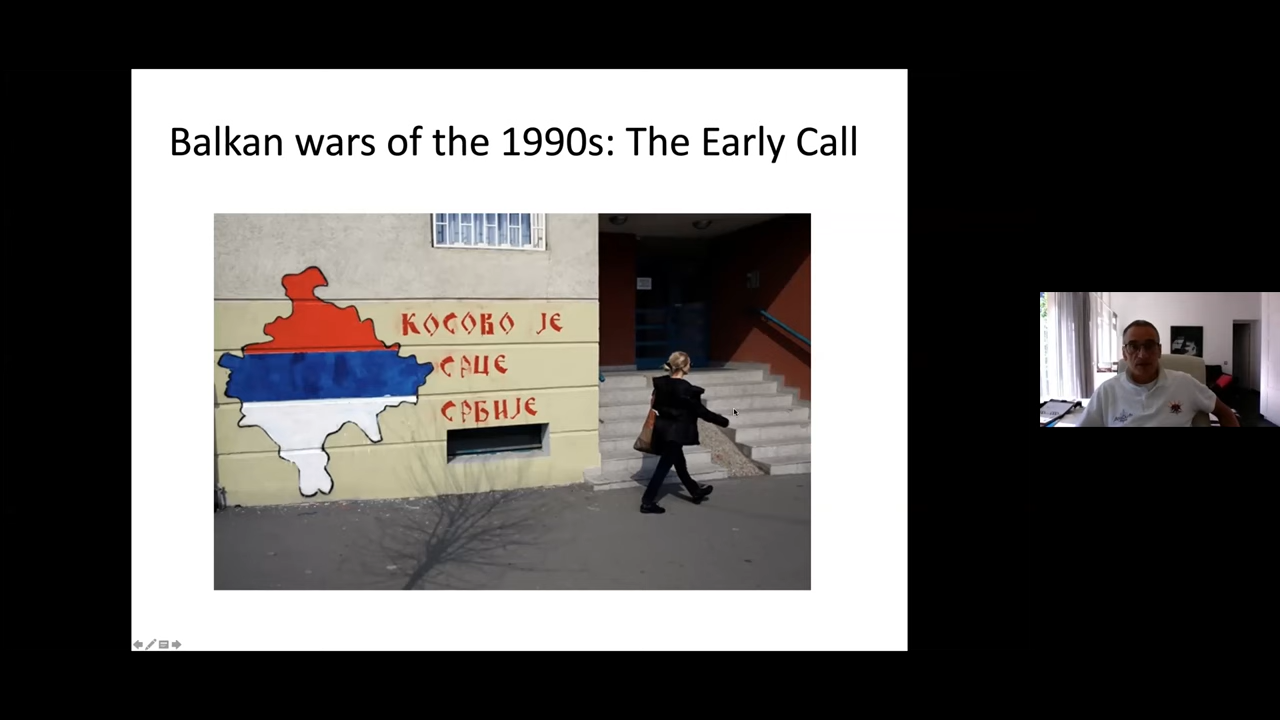 Balkan wars of the 1990s: The Early Call
КОСОВО ЈЕ
СРЦЕ
СРБИЈЕ